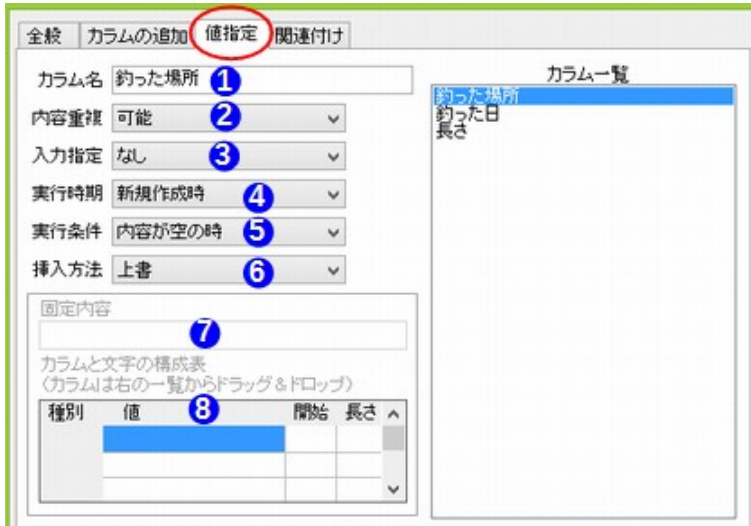 全般 カラムの追加 値指定 関連付け
カラム名 釣った場所 1
内容重複 可能 2
入力指定 なし 3
実行時期 新規作成時 4
実行条件 内容が空の時 5
挿入方法 上書 6
固定内容
7
カラムと文字の構成表
(カラムは右の一覧からドラッグ&ドロップ)
種別 値 8 開始 長さ
カラム一覧
釣った場所
釣った日
長さ